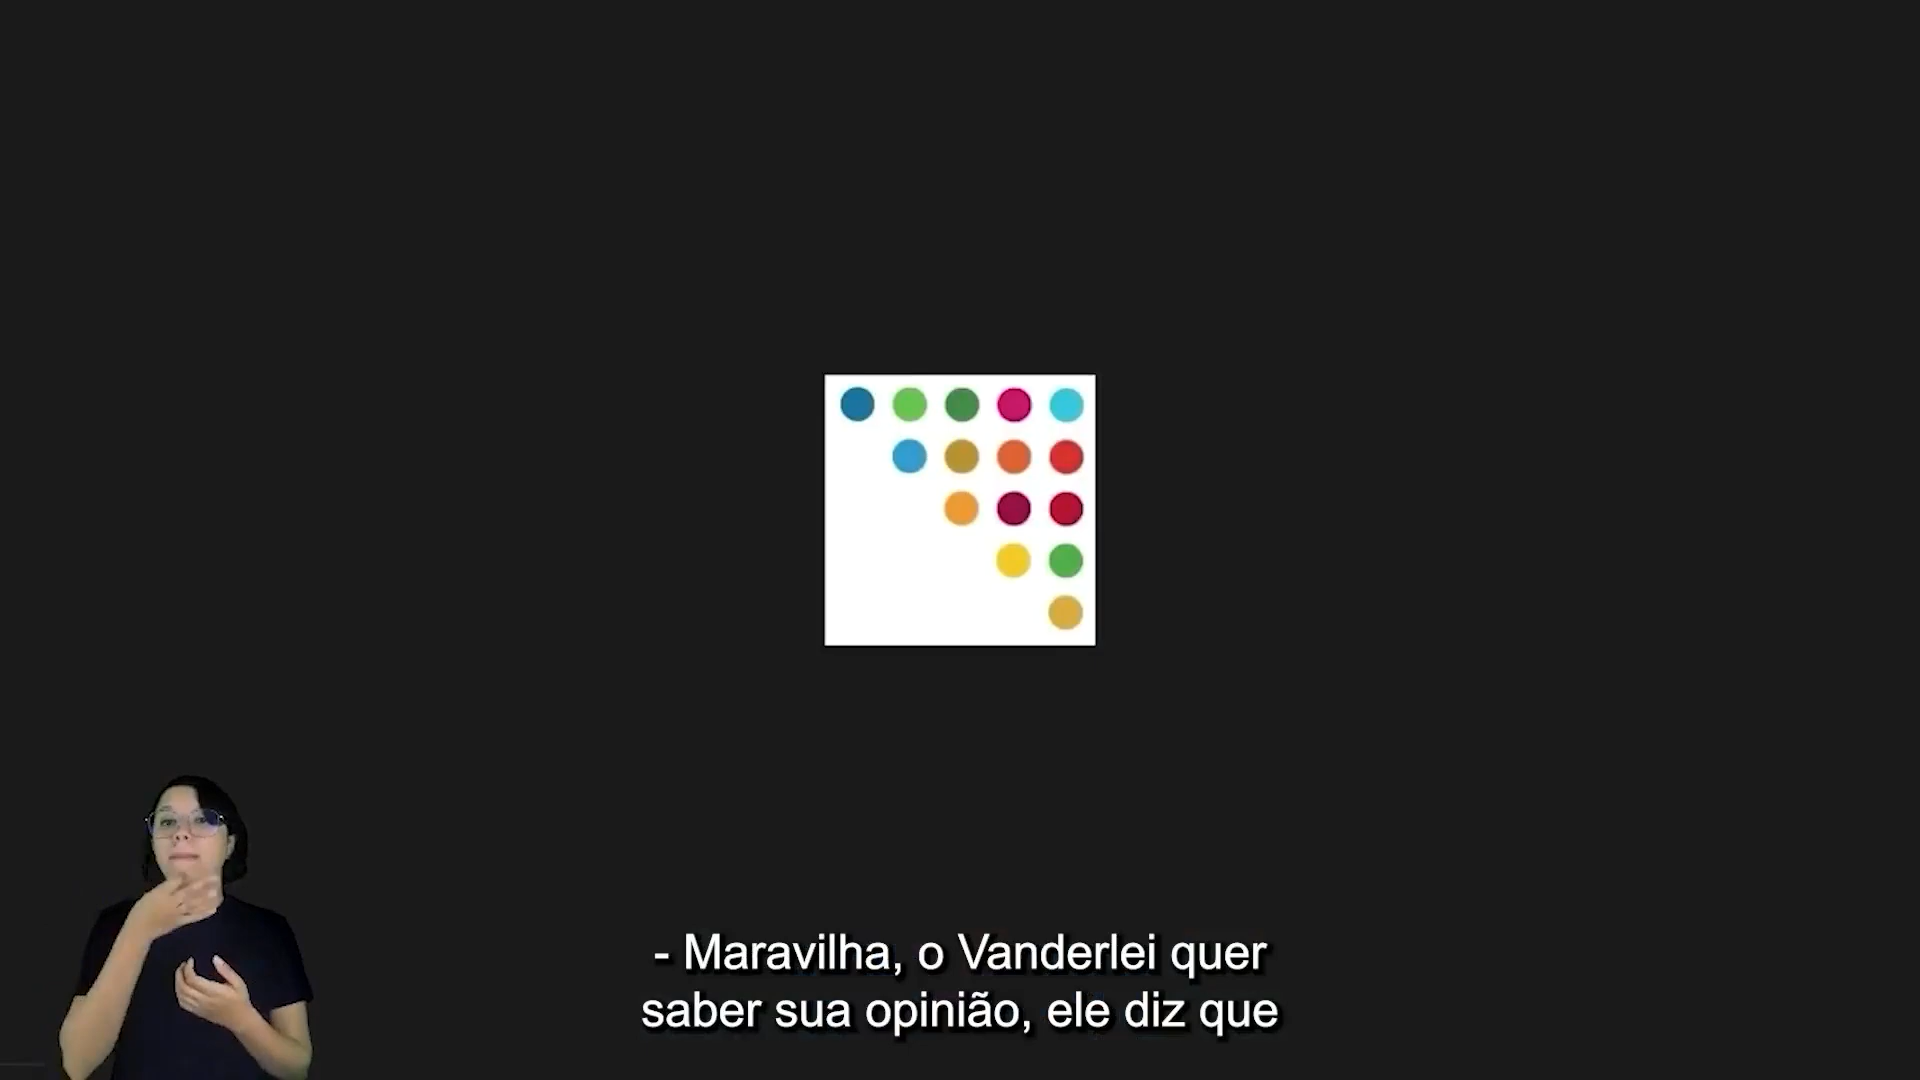 - Maravilha, o Vanderlei quer
saber sua opinião, ele diz que